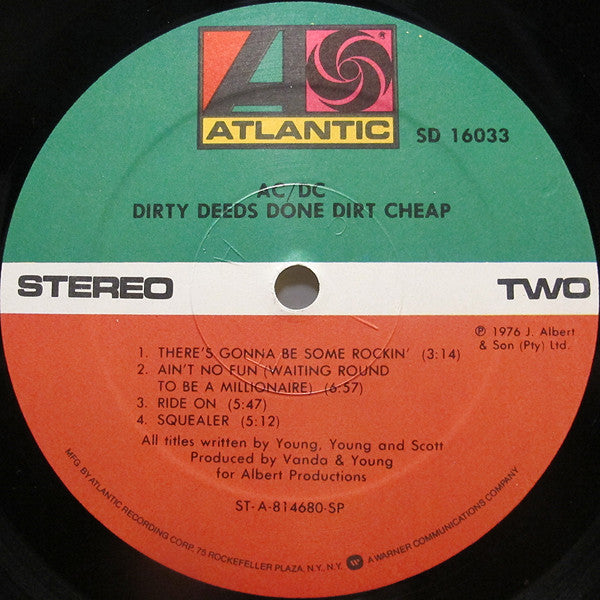 ATLANTIC
SD 16033
AC/DC
DIRTY DEEDS DONE DIRT CHEAP
STEREO
TWO
℗ 1976 J. Albert
& Son (Pty) Ltd.
1. THERE'S GONNA BE SOME ROCKIN' (3:14)
2. AIN'T NO FUN (WAITING ROUND
TO BE A MILLIONAIRE) (6:57)
3. RIDE ON (5:47)
4. SQUEALER (5:12)
All titles written by Young, Young and Scott
Produced by Vanda & Young
for Albert Productions
ST-A-814680-SP
MFG BY ATLANTIC RECORDING CORP. 75 ROCKEFELLER PLAZA, N.Y., N.Y. A WARNER COMMUNICATIONS COMPANY